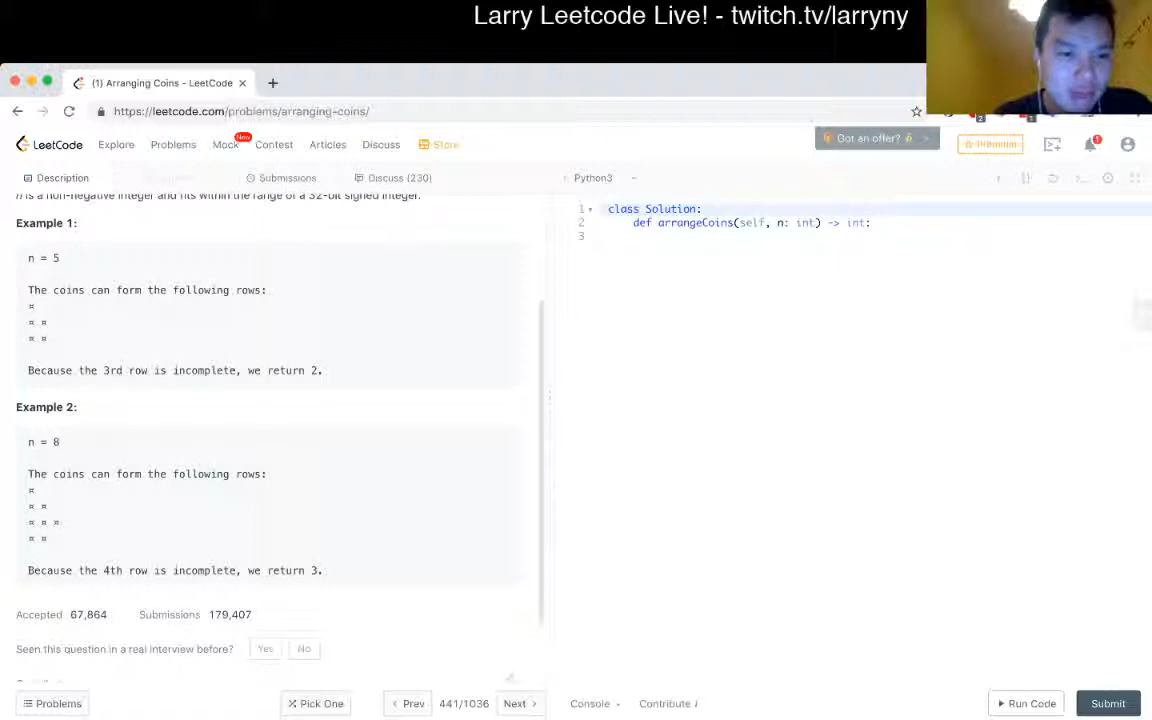 Larry Leetcode Live! - twitch.tv/larryny
(1) Arranging Coins - LeetCode
https://leetcode.com/problems/arranging-coins/
LeetCode Explore Problems Mock New Contest Articles Discuss Store Got an offer? Premium 1
Description Submissions Discuss (230) Python3
n is a non-negative integer and fits within the range of a 32-bit signed integer.
Example 1:
n = 5
The coins can form the following rows:
¤
¤ ¤
¤ ¤
Because the 3rd row is incomplete, we return 2.
Example 2:
n = 8
The coins can form the following rows:
¤
¤ ¤
¤ ¤ ¤
¤ ¤
Because the 4th row is incomplete, we return 3.
Accepted 67,864 Submissions 179,407
Seen this question in a real interview before? Yes No
1 class Solution:
2 def arrangeCoins(self, n: int) -> int:
3
Problems Pick One Prev 441/1036 Next Console Contribute i Run Code Submit